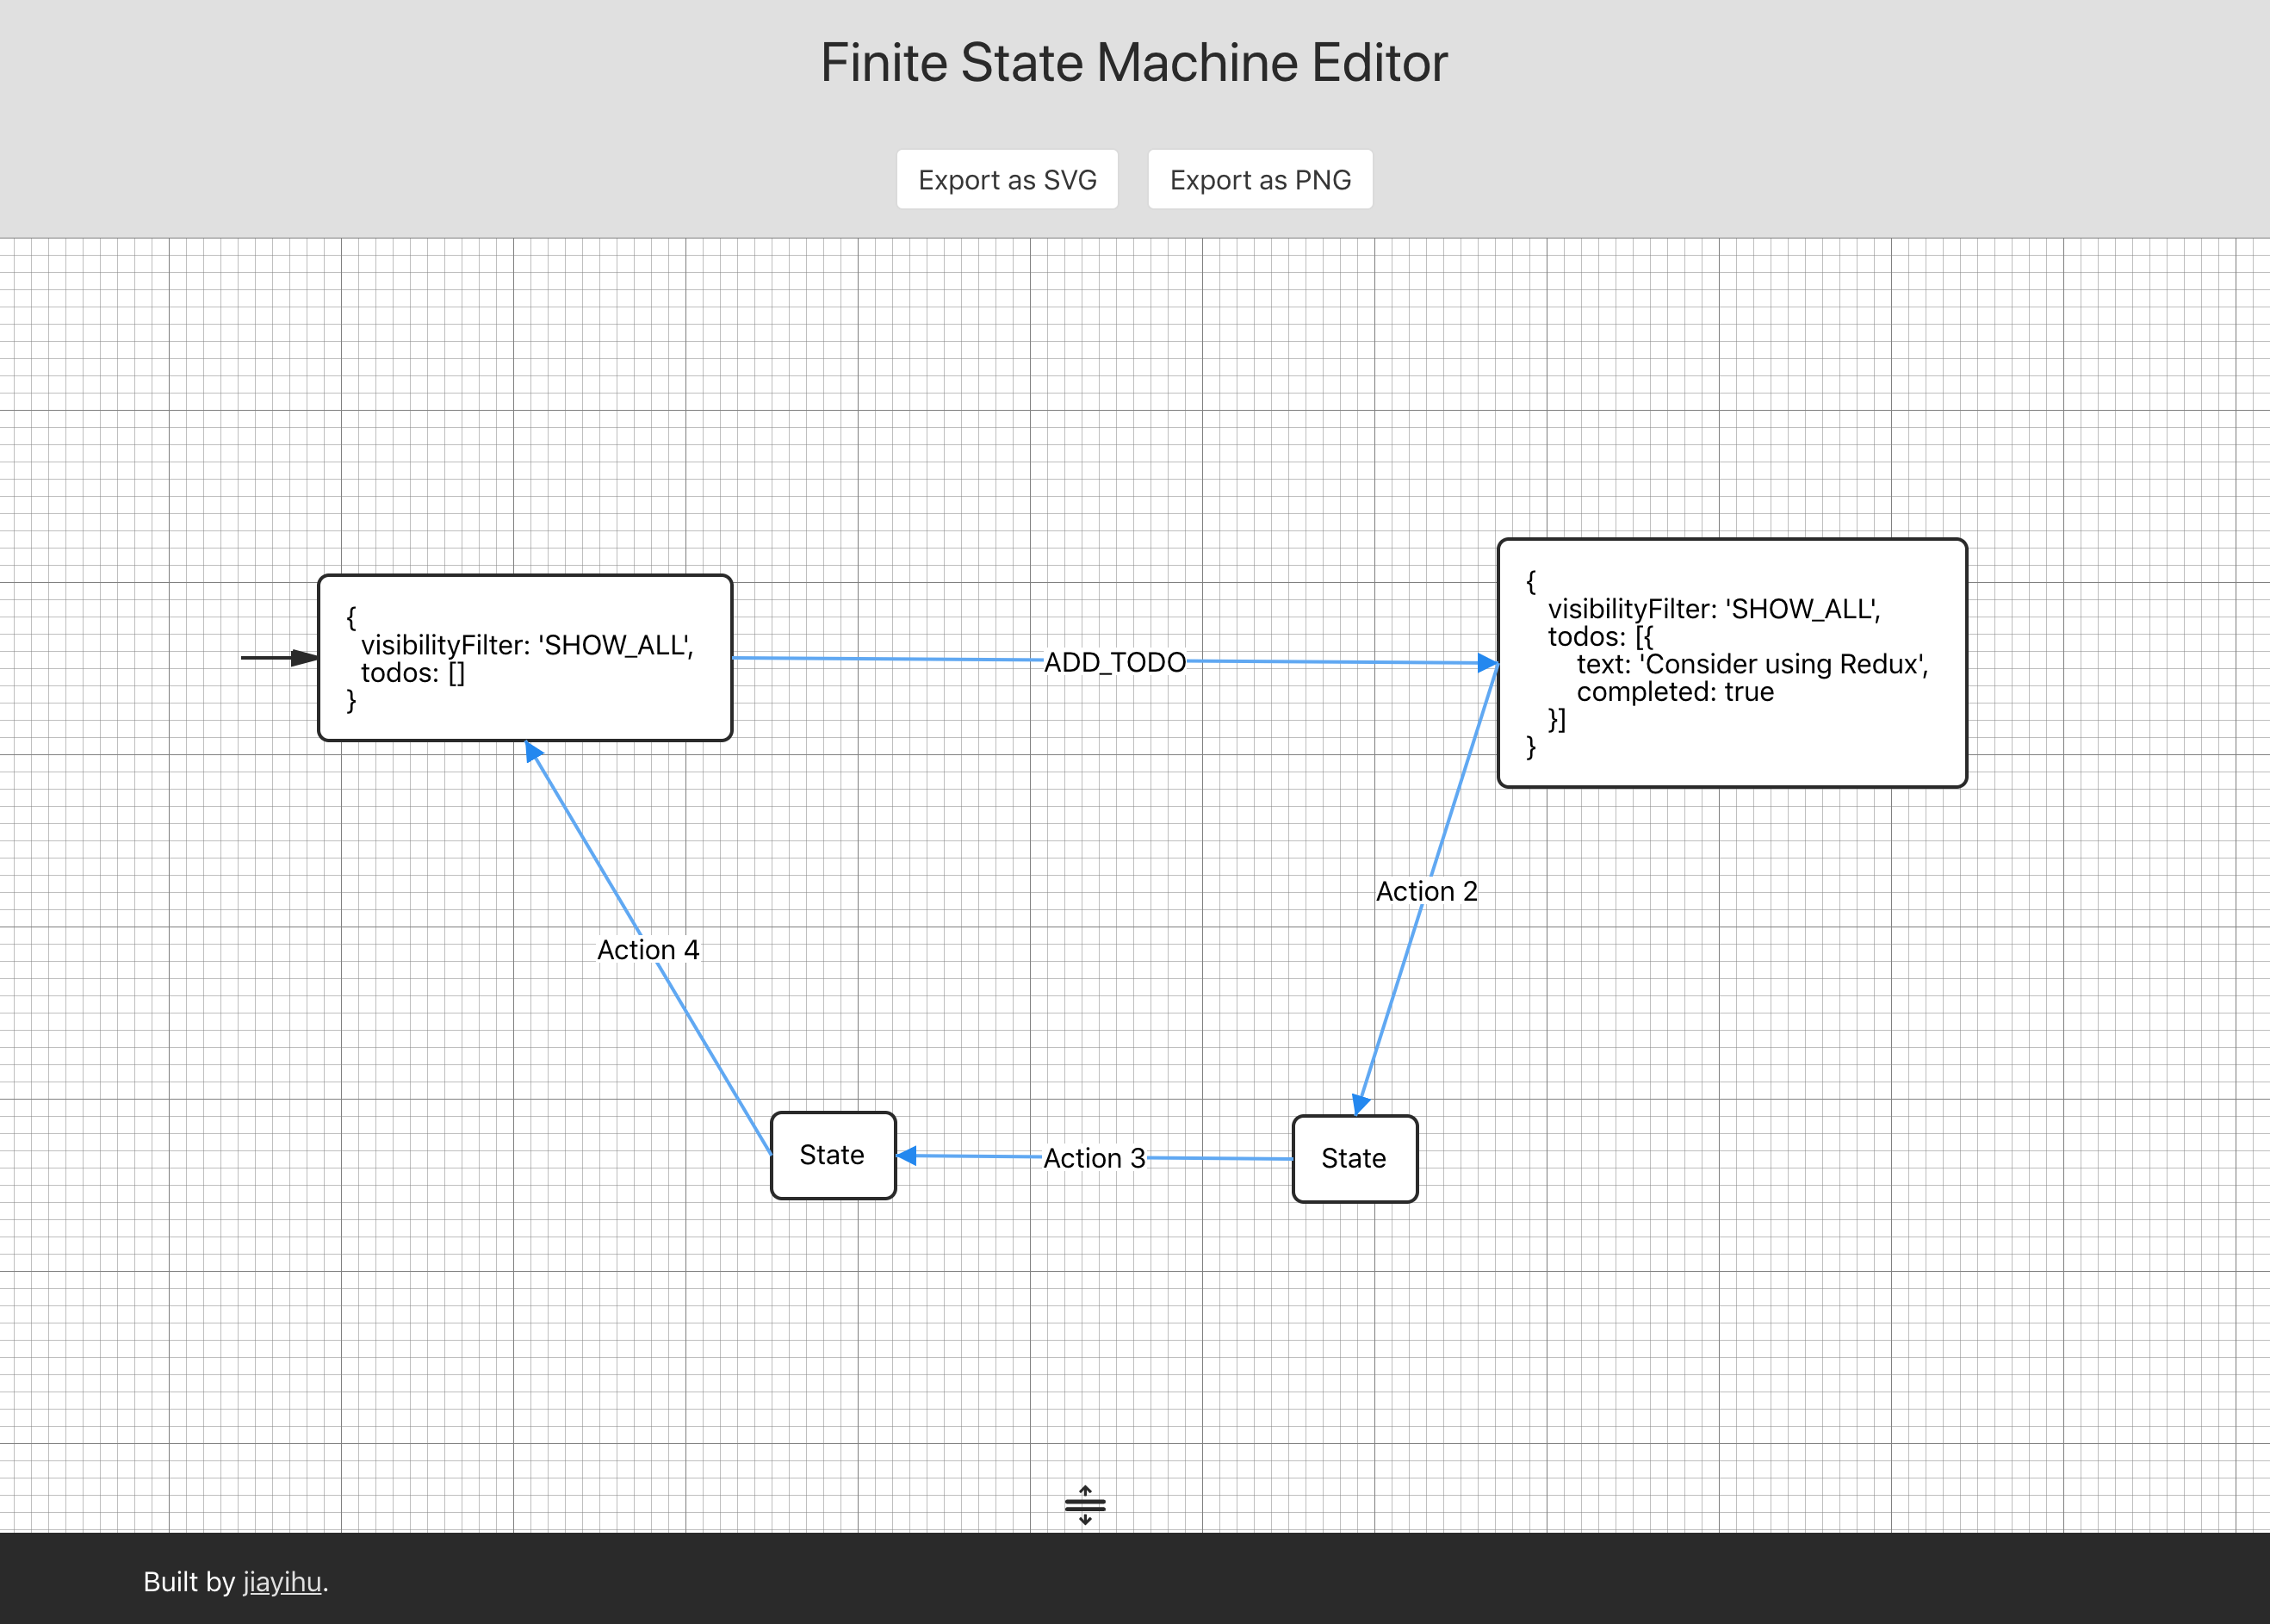 Finite State Machine Editor
Export as SVG
Export as PNG
{
visibilityFilter: 'SHOW_ALL',
todos: []
}
ADD_TODO
{
visibilityFilter: 'SHOW_ALL',
todos: [{
text: 'Consider using Redux',
completed: true
}]
}
Action 2
Action 4
State
Action 3
State
Built by jiayihu.